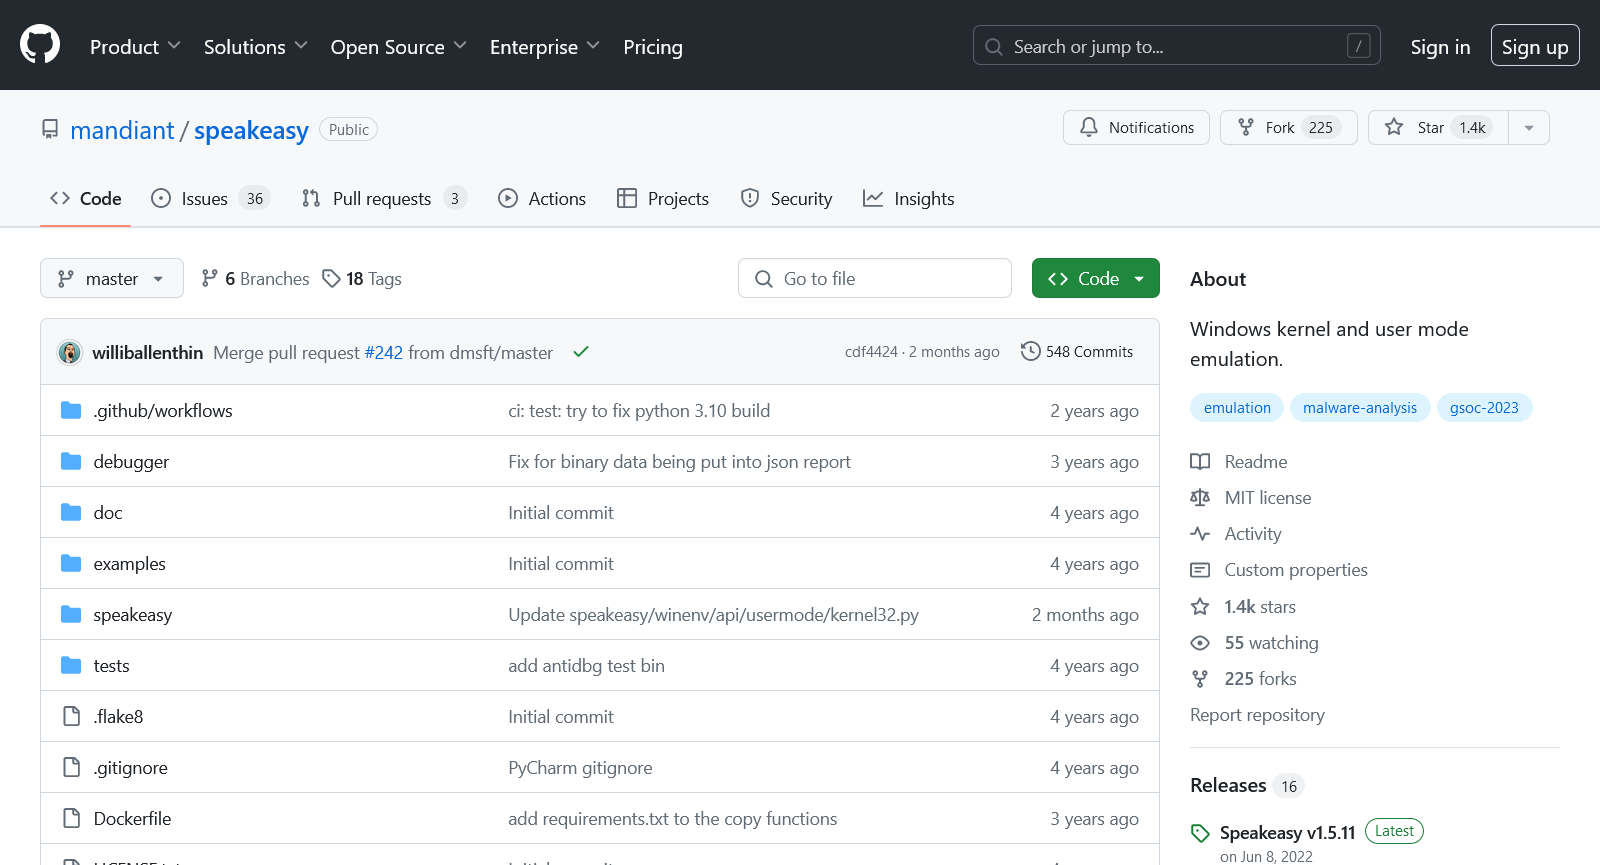 Product Solutions Open Source Enterprise Pricing Search or jump to... / Sign in Sign up
mandiant / speakeasy Public Notifications Fork 225 Star 1.4k
Code Issues 36 Pull requests 3 Actions Projects Security Insights
master 6 Branches 18 Tags Go to file Code
williballenthin Merge pull request #242 from dmsft/master cdf4424 · 2 months ago 548 Commits
.github/workflows ci: test: try to fix python 3.10 build 2 years ago
debugger Fix for binary data being put into json report 3 years ago
doc Initial commit 4 years ago
examples Initial commit 4 years ago
speakeasy Update speakeasy/winenv/api/usermode/kernel32.py 2 months ago
tests add antidbg test bin 4 years ago
.flake8 Initial commit 4 years ago
.gitignore PyCharm gitignore 4 years ago
Dockerfile add requirements.txt to the copy functions 3 years ago
About
Windows kernel and user mode
emulation.
emulation malware-analysis gsoc-2023
Readme
MIT license
Activity
Custom properties
1.4k stars
55 watching
225 forks
Report repository
Releases 16
Speakeasy v1.5.11 Latest
on Jun 8, 2022